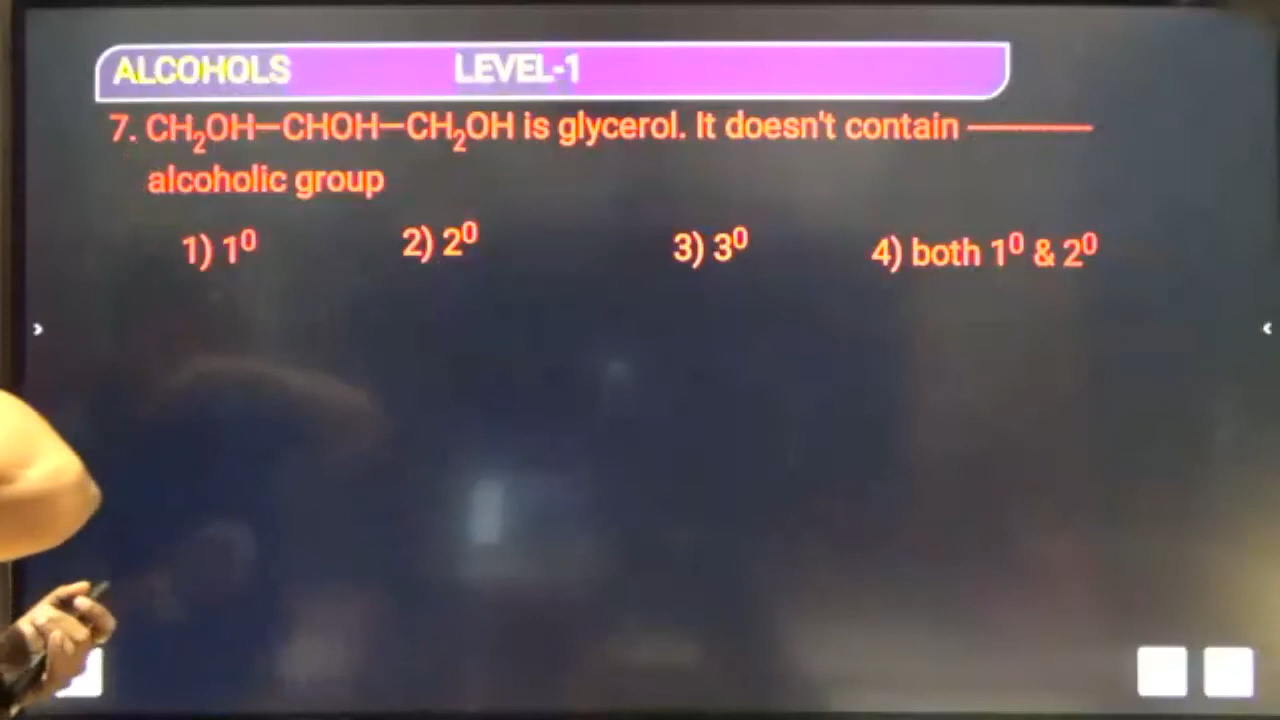 ALCOHOLS LEVEL-1
7. CH₂OH–CHOH–CH₂OH is glycerol. It doesn't contain ————
alcoholic group
1) 1⁰ 2) 2⁰ 3) 3⁰ 4) both 1⁰ & 2⁰